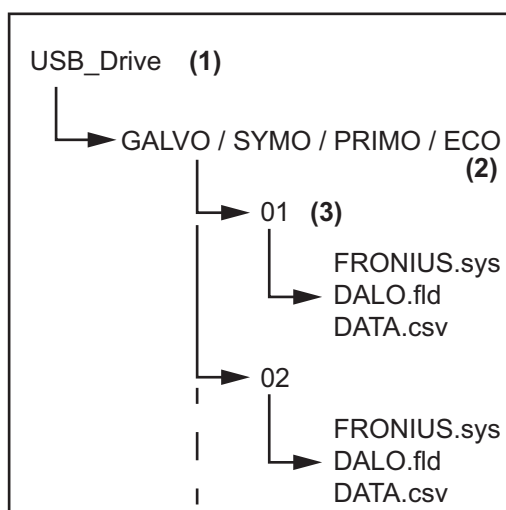 USB_Drive (1)
GALVO / SYMO / PRIMO / ECO
(2)
01 (3)
FRONIUS.sys
DALO.fld
DATA.csv
02
FRONIUS.sys
DALO.fld
DATA.csv